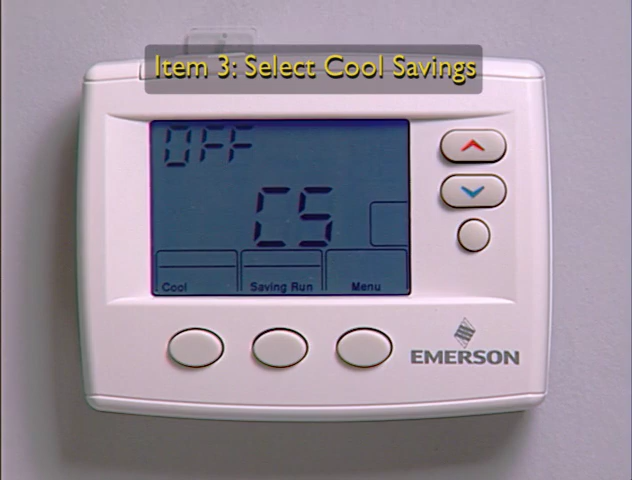 Item 3: Select Cool Savings
OFF
CS
Cool Saving Run Menu
EMERSON